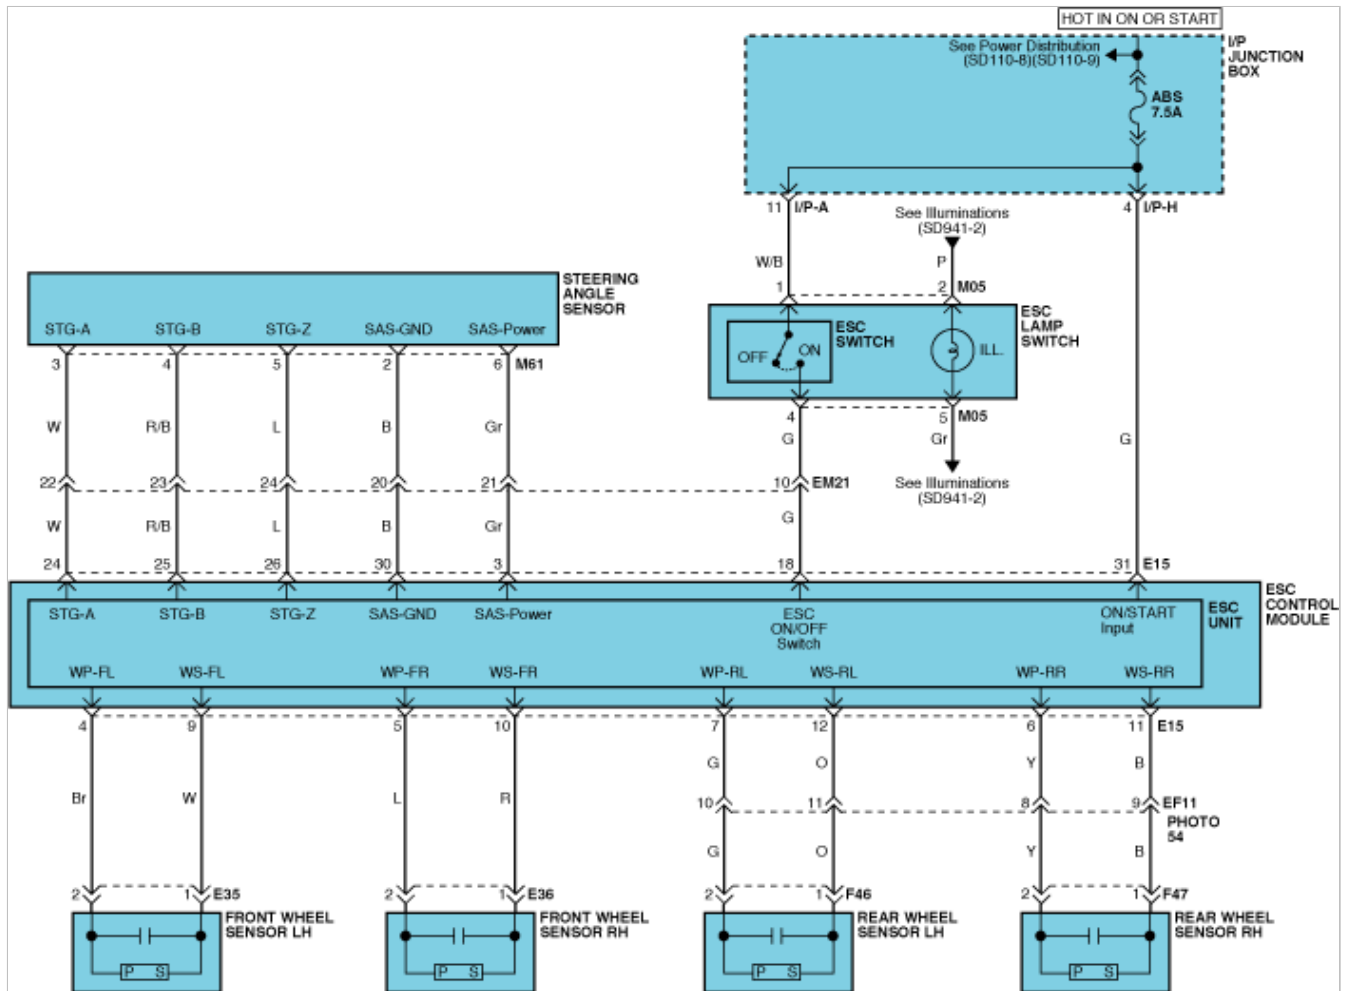 HOT IN ON OR START
See Power Distribution
(SD110-8)(SD110-9)
I/P
JUNCTION
BOX
ABS
7.5A
11 I/P-A
4 I/P-H
See Illuminations
(SD941-2)
W/B
P
1
2 M05
STEERING
ANGLE
SENSOR
STG-A STG-B STG-Z SAS-GND SAS-Power
3 4 5 2 6 M61
ESC
LAMP
SWITCH
ESC
SWITCH
OFF ON
ILL.
4 5 M05
W R/B L B Gr
G Gr G
22 23 24 20 21 10 EM21
See Illuminations
(SD941-2)
W R/B L B Gr G
24 25 26 30 3 18 31 E15
ESC
CONTROL
MODULE
ESC
UNIT
STG-A STG-B STG-Z SAS-GND SAS-Power
ESC
ON/OFF
Switch
ON/START
Input
WP-FL WS-FL WP-FR WS-FR WP-RL WS-RL WP-RR WS-RR
4 9 5 10 7 12 6 11 E15
G O Y B
Br W L R
10 11 8 9 EF11
PHOTO
54
G O Y B
2 1 E35
2 1 E36
2 1 F46
2 1 F47
FRONT WHEEL
SENSOR LH
FRONT WHEEL
SENSOR RH
REAR WHEEL
SENSOR LH
REAR WHEEL
SENSOR RH
P S
P S
P S
P S